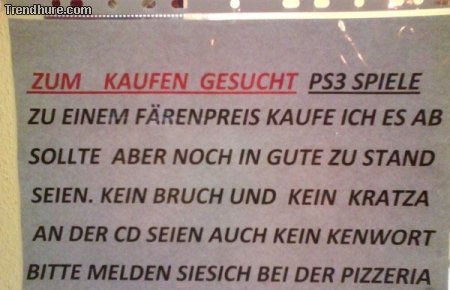 Trendhure.com
ZUM KAUFEN GESUCHT PS3 SPIELE
ZU EINEM FÄRENPREIS KAUFE ICH ES AB
SOLLTE ABER NOCH IN GUTE ZU STAND
SEIEN. KEIN BRUCH UND KEIN KRATZA
AN DER CD SEIEN AUCH KEIN KENWORT
BITTE MELDEN SIESICH BEI DER PIZZERIA